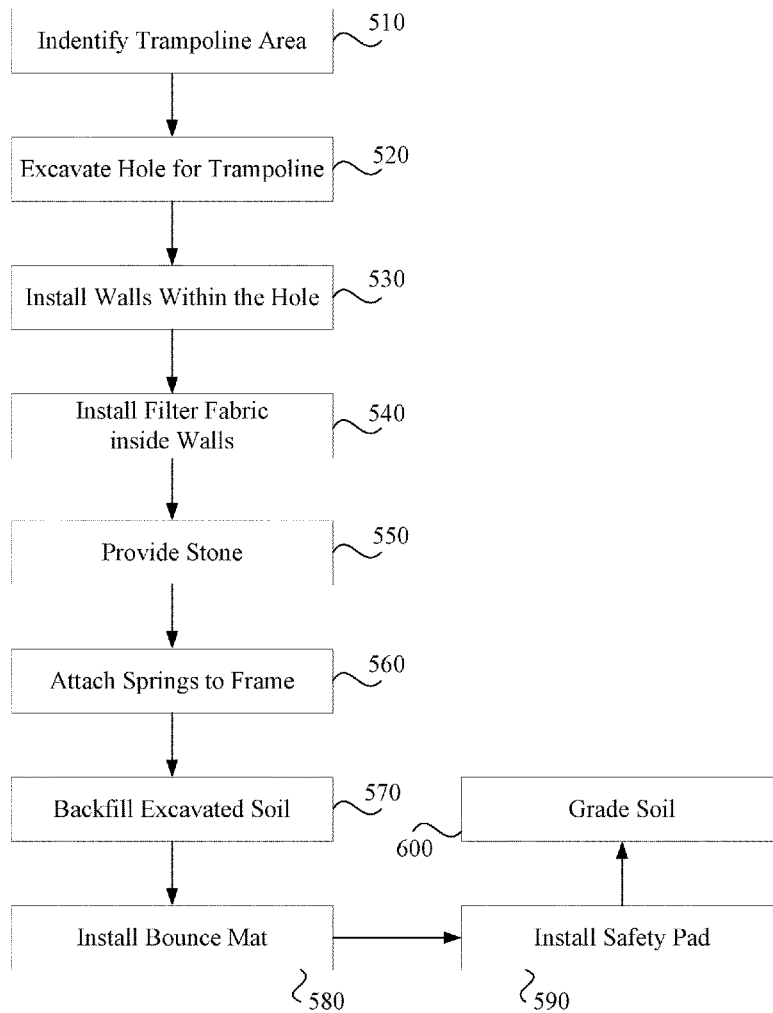 Indentify Trampoline Area
510
Excavate Hole for Trampoline
520
Install Walls Within the Hole
530
Install Filter Fabric
inside Walls
540
Provide Stone
550
Attach Springs to Frame
560
Backfill Excavated Soil
570
Install Bounce Mat
580
Install Safety Pad
590
Grade Soil
600